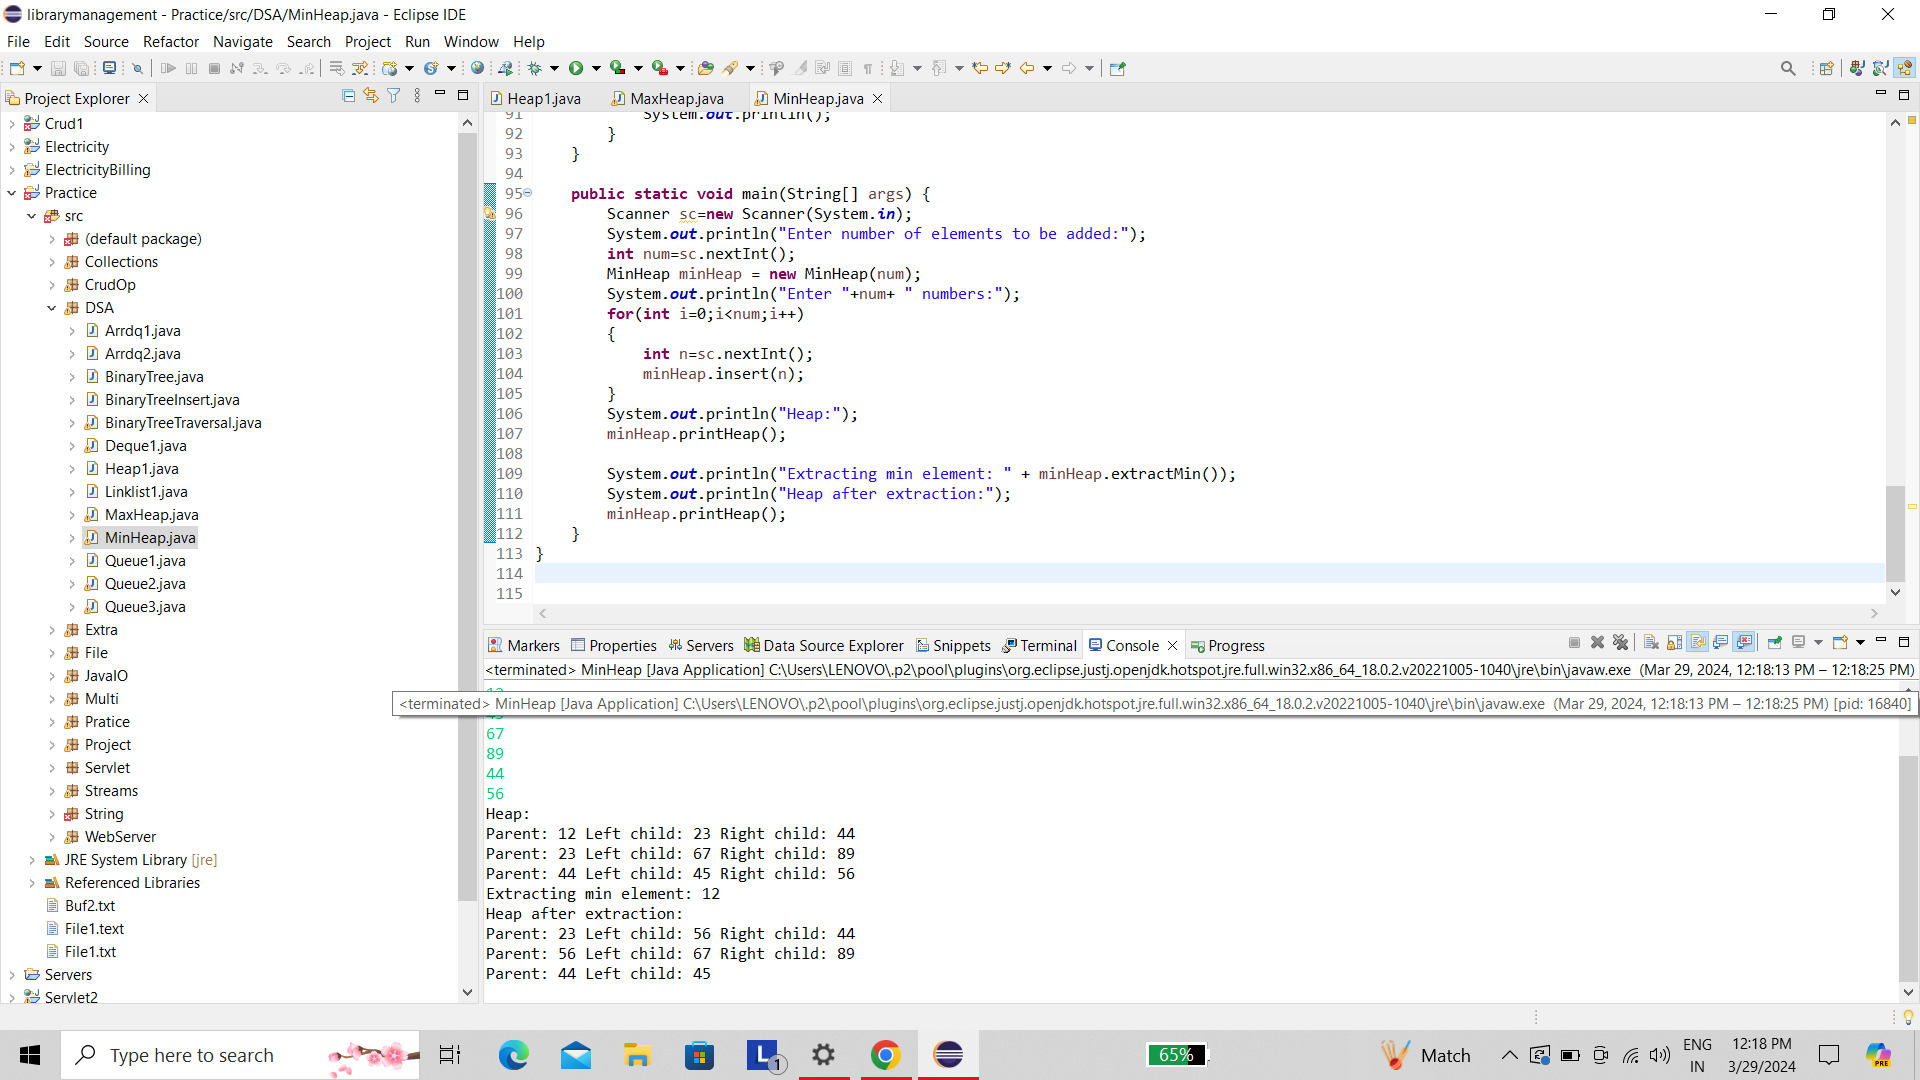 librarymanagement - Practice/src/DSA/MinHeap.java - Eclipse IDE
File Edit Source Refactor Navigate Search Project Run Window Help
Project Explorer
Crud1
Electricity
ElectricityBilling
Practice
src
(default package)
Collections
CrudOp
DSA
Arrdq1.java
Arrdq2.java
BinaryTree.java
BinaryTreeInsert.java
BinaryTreeTraversal.java
Deque1.java
Heap1.java
Linklist1.java
MaxHeap.java
MinHeap.java
Queue1.java
Queue2.java
Queue3.java
Extra
File
JavaIO
Multi
Pratice
Project
Servlet
Streams
String
WebServer
JRE System Library [jre]
Referenced Libraries
Buf2.txt
File1.text
File1.txt
Servers
Servlet2
Heap1.java MaxHeap.java MinHeap.java
91 System.out.println();
92 }
93 }
94
95 public static void main(String[] args) {
96 Scanner sc=new Scanner(System.in);
97 System.out.println("Enter number of elements to be added:");
98 int num=sc.nextInt();
99 MinHeap minHeap = new MinHeap(num);
100 System.out.println("Enter "+num+ " numbers:");
101 for(int i=0;i<num;i++)
102 {
103 int n=sc.nextInt();
104 minHeap.insert(n);
105 }
106 System.out.println("Heap:");
107 minHeap.printHeap();
108
109 System.out.println("Extracting min element: " + minHeap.extractMin());
110 System.out.println("Heap after extraction:");
111 minHeap.printHeap();
112 }
113 }
114
115
Markers Properties Servers Data Source Explorer Snippets Terminal Console Progress
<terminated> MinHeap [Java Application] C:\Users\LENOVO\.p2\pool\plugins\org.eclipse.justj.openjdk.hotspot.jre.full.win32.x86_64_18.0.2.v20221005-1040\jre\bin\javaw.exe (Mar 29, 2024, 12:18:13 PM – 12:18:25 PM)
<terminated> MinHeap [Java Application] C:\Users\LENOVO\.p2\pool\plugins\org.eclipse.justj.openjdk.hotspot.jre.full.win32.x86_64_18.0.2.v20221005-1040\jre\bin\javaw.exe (Mar 29, 2024, 12:18:13 PM – 12:18:25 PM) [pid: 16840]
67
89
44
56
Heap:
Parent: 12 Left child: 23 Right child: 44
Parent: 23 Left child: 67 Right child: 89
Parent: 44 Left child: 45 Right child: 56
Extracting min element: 12
Heap after extraction:
Parent: 23 Left child: 56 Right child: 44
Parent: 56 Left child: 67 Right child: 89
Parent: 44 Left child: 45
Type here to search
L 1
65%
Match
ENG
IN
12:18 PM
3/29/2024
PRE